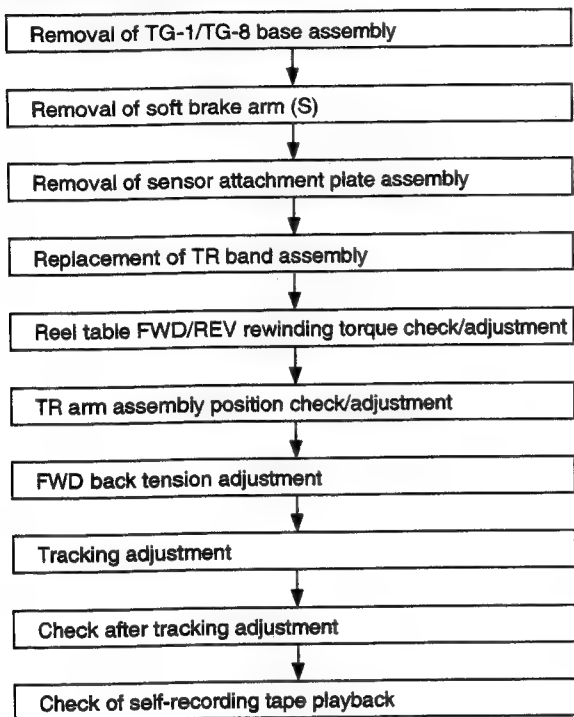 Removal of TG-1/TG-8 base assembly
Removal of soft brake arm (S)
Removal of sensor attachment plate assembly
Replacement of TR band assembly
Reel table FWD/REV rewinding torque check/adjustment
TR arm assembly position check/adjustment
FWD back tension adjustment
Tracking adjustment
Check after tracking adjustment
Check of self-recording tape playback